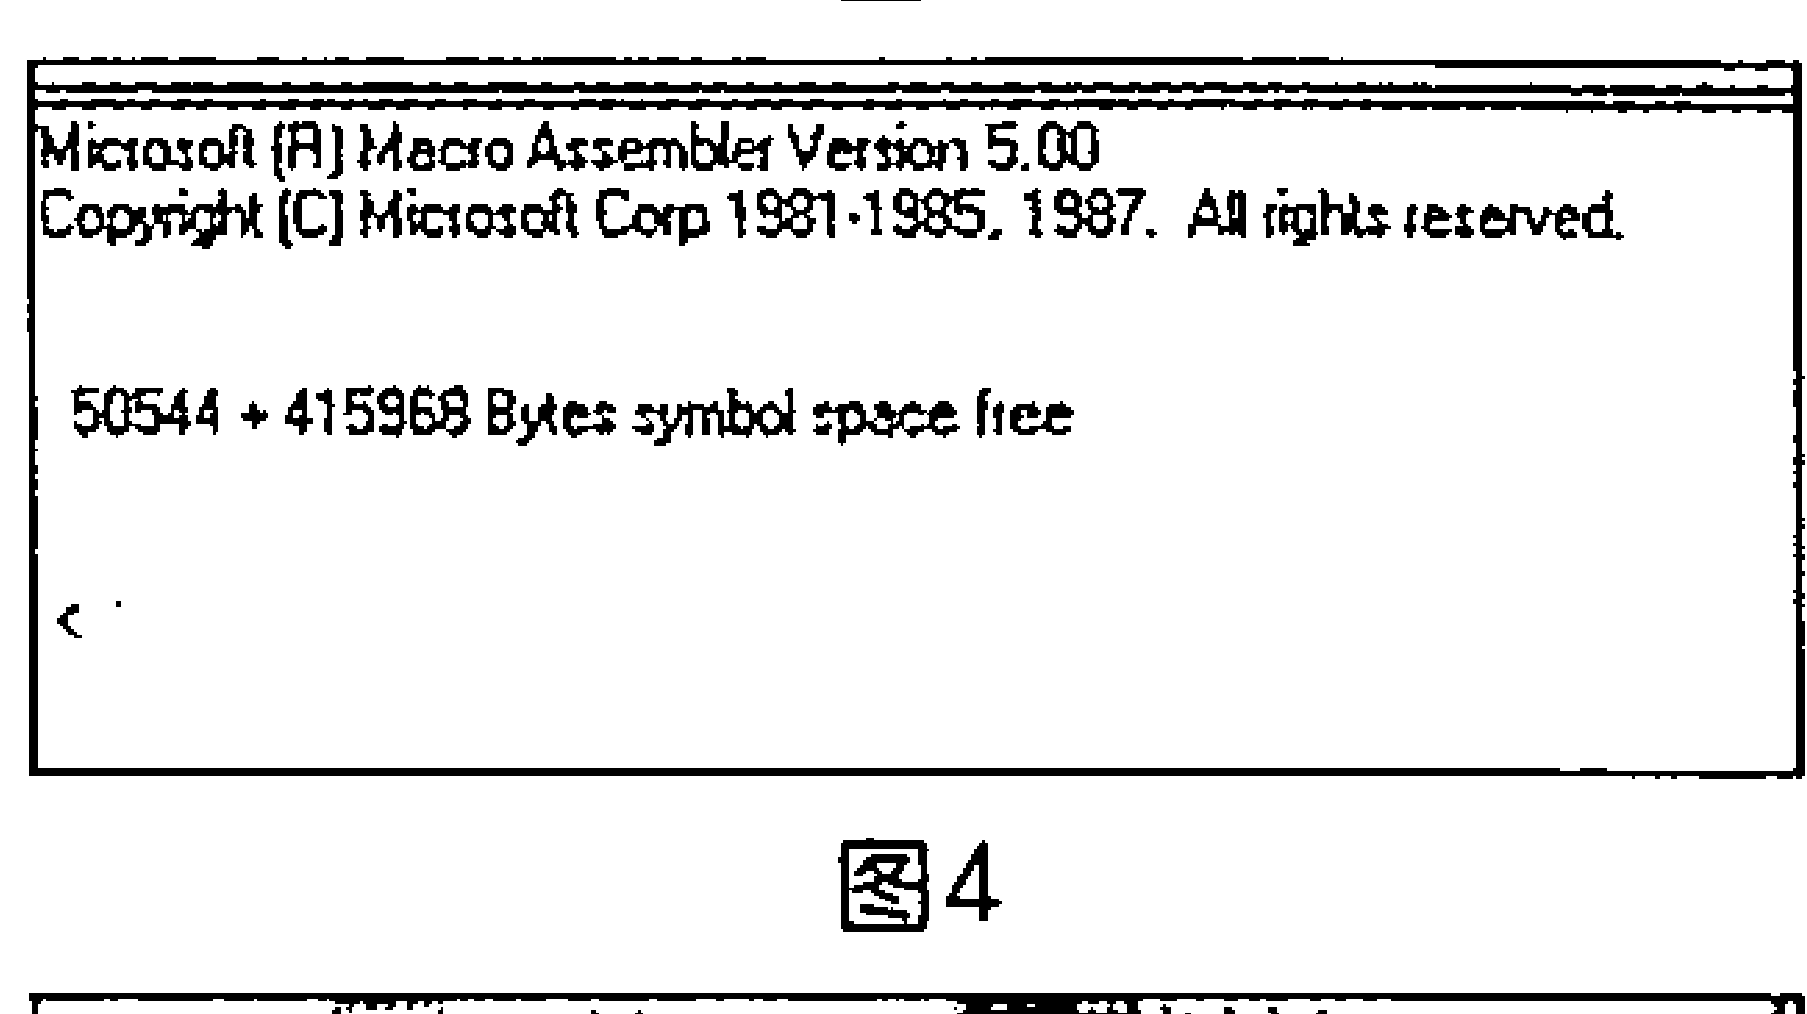 Microsoft (R) Macro Assembler Version 5.00
Copyright (C) Microsoft Corp 1981-1985, 1987.  All rights reserved.
50544 + 415968 Bytes symbol space free
<
图4